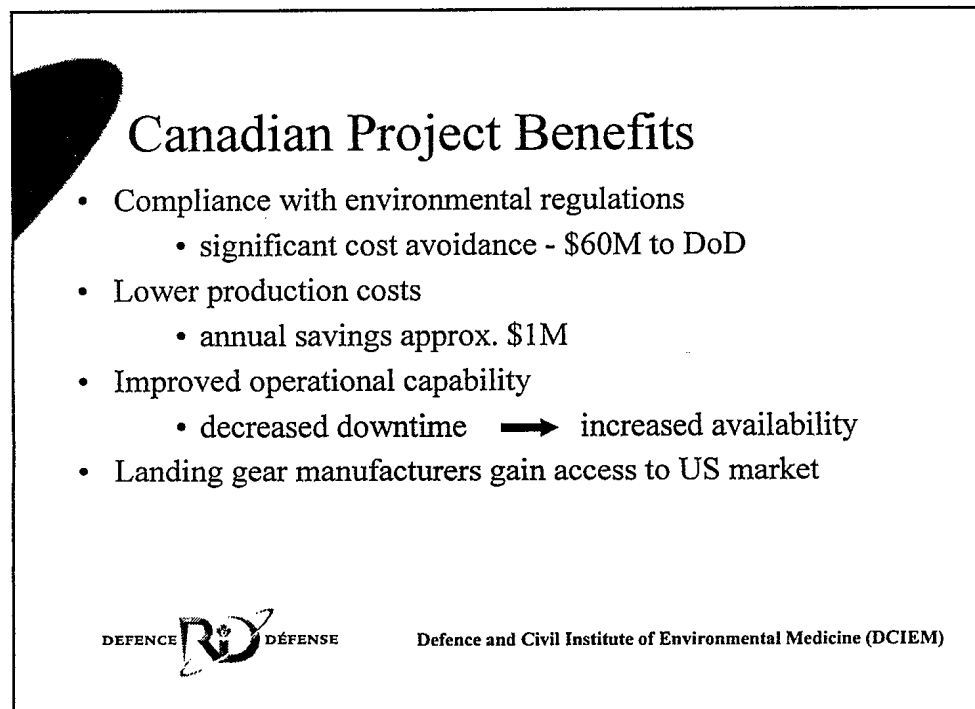 Canadian Project Benefits
• Compliance with environmental regulations
• significant cost avoidance - $60M to DoD
• Lower production costs
• annual savings approx. $1M
• Improved operational capability
• decreased downtime → increased availability
• Landing gear manufacturers gain access to US market
DEFENCE R&D DÉFENSE
Defence and Civil Institute of Environmental Medicine (DCIEM)